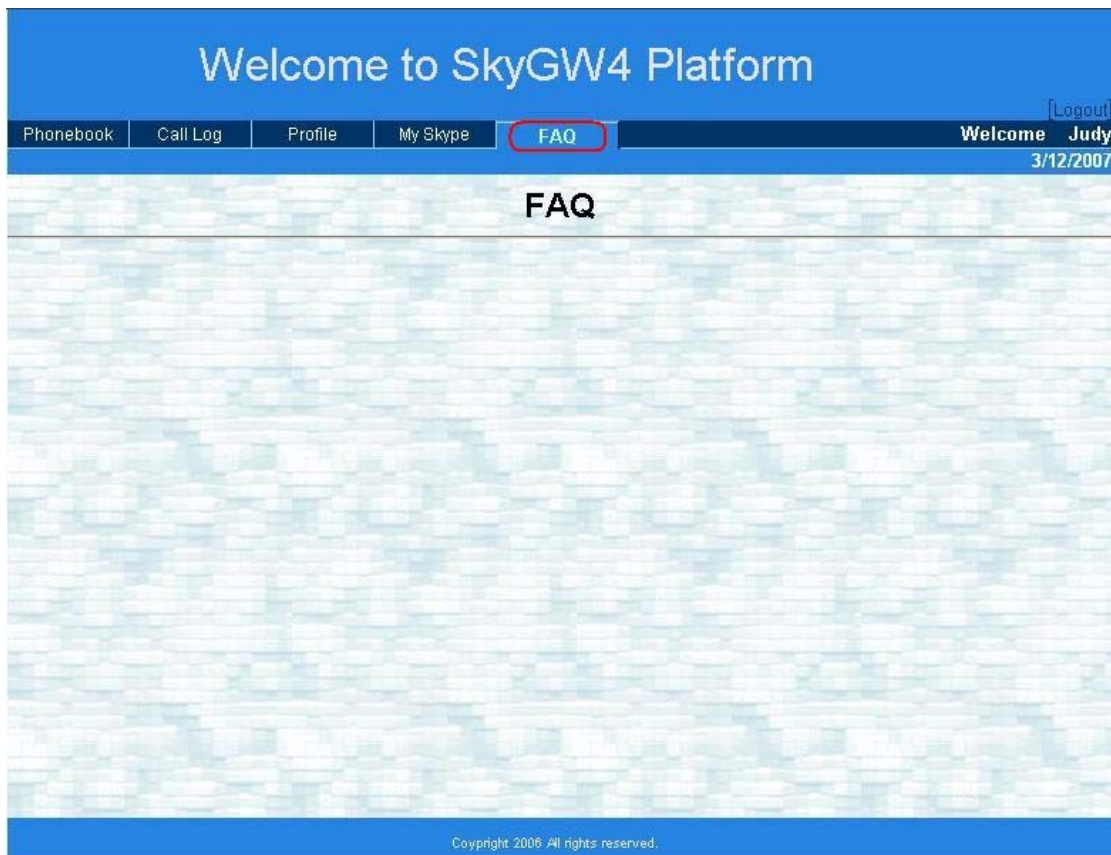 Welcome to SkyGW4 Platform
[Logout]
Phonebook Call Log Profile My Skype FAQ Welcome Judy
3/12/2007
FAQ
Coypright 2006 All rights reserved.